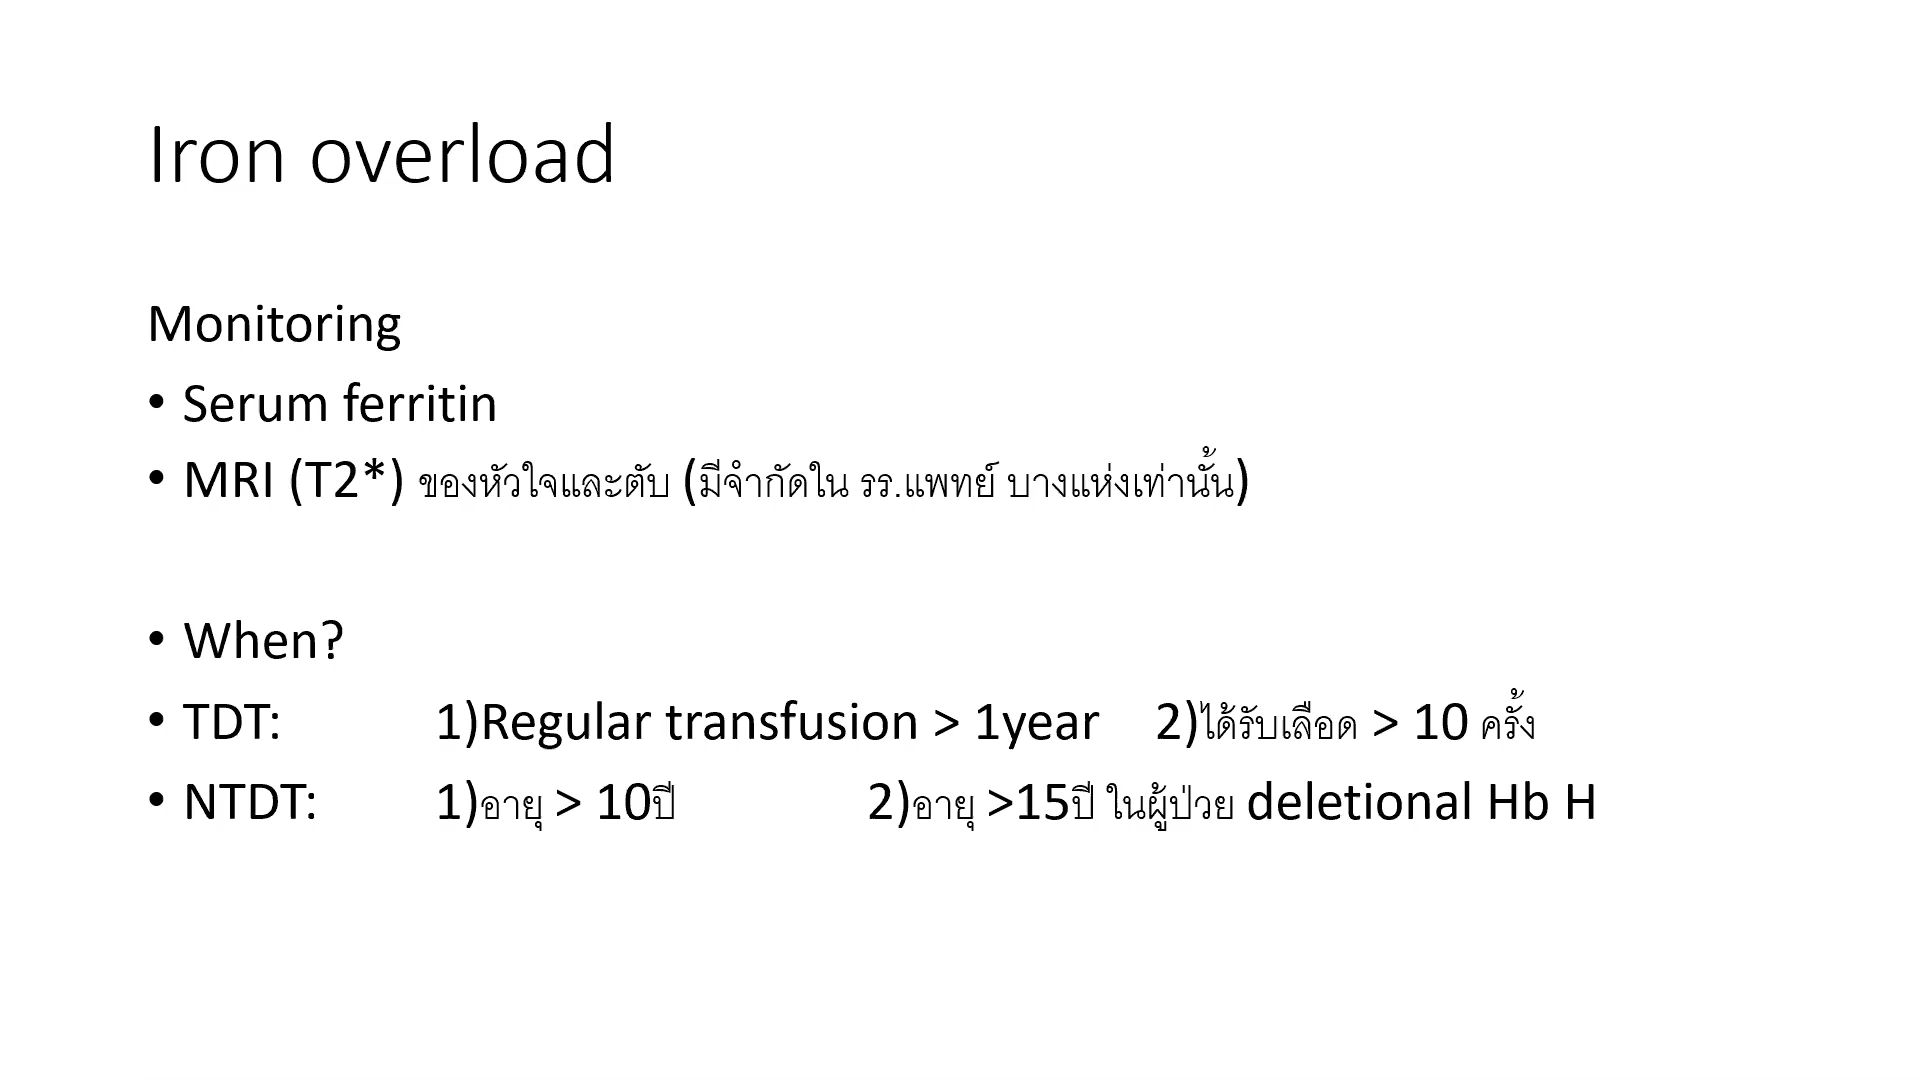 Iron overload
Monitoring
• Serum ferritin
• MRI (T2*) ของหัวใจและตับ (มีจำกัดใน รร.แพทย์ บางแห่งเท่านั้น)
• When?
• TDT: 1)Regular transfusion > 1year 2)ได้รับเลือด > 10 ครั้ง
• NTDT: 1)อายุ > 10ปี 2)อายุ >15ปี ในผู้ป่วย deletional Hb H